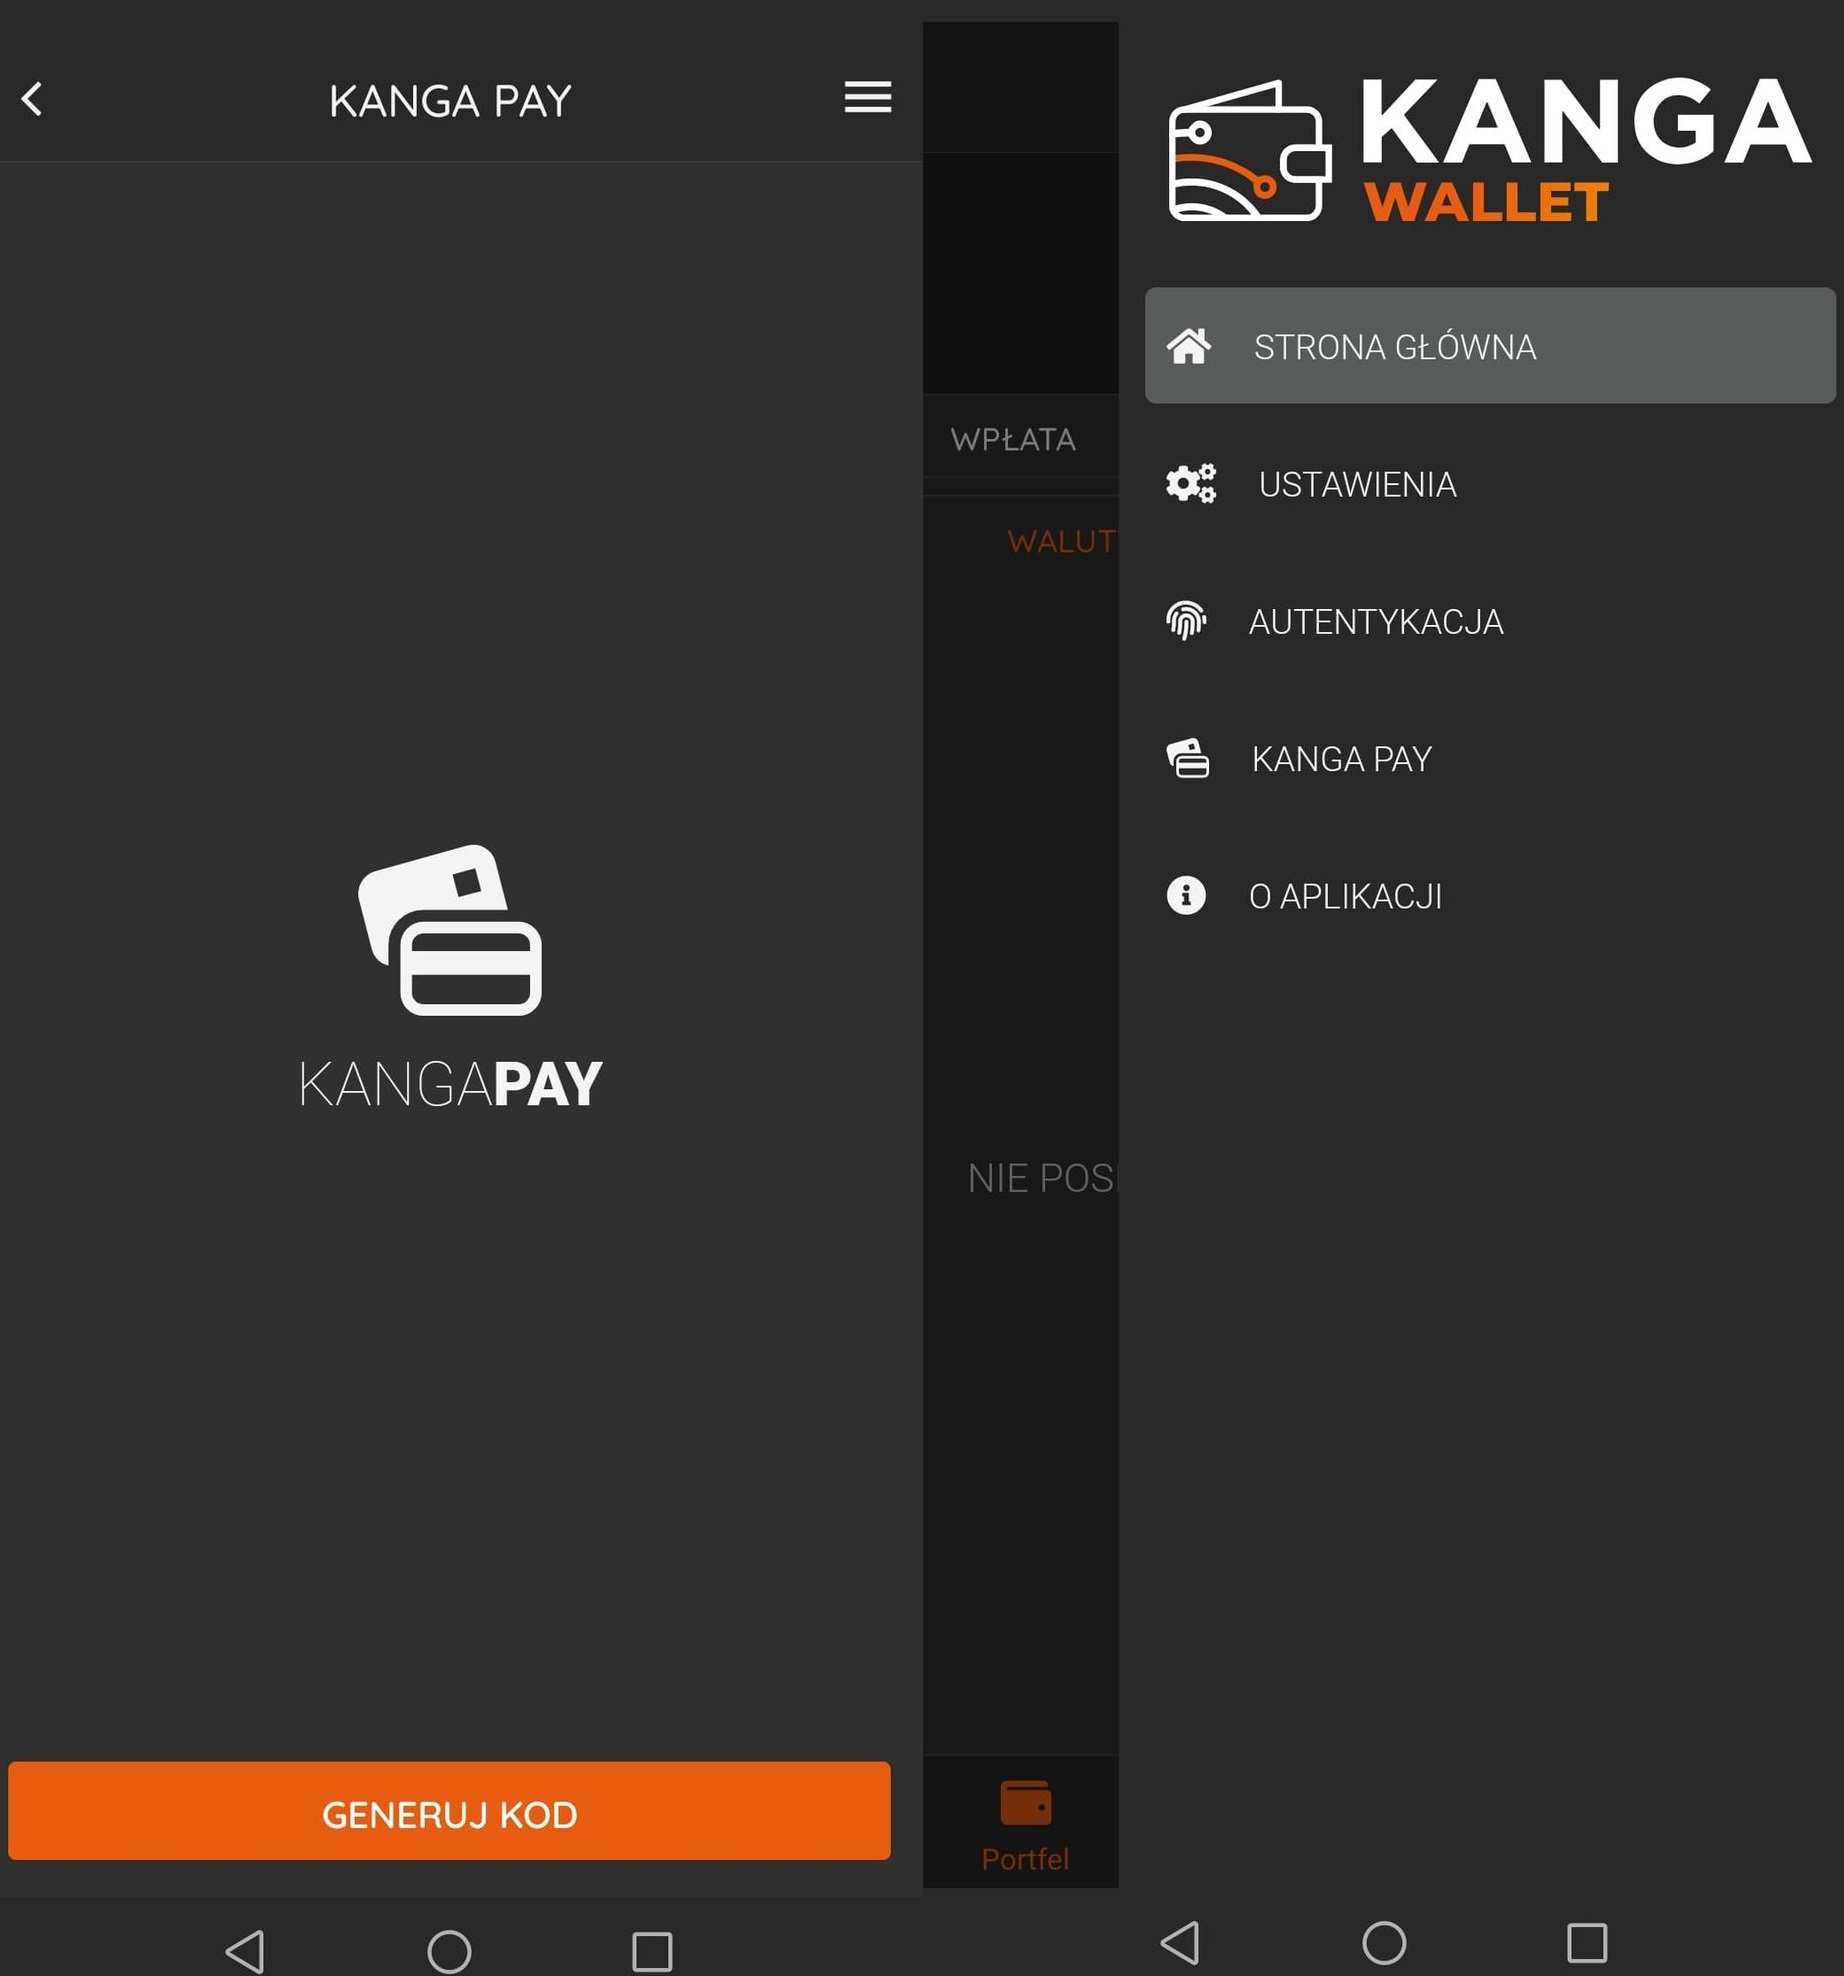 KANGA PAY
KANGAPAY
GENERUJ KOD
WPŁATA
WALUT
NIE POS
Portfel
KANGA
WALLET
STRONA GŁÓWNA
USTAWIENIA
AUTENTYKACJA
KANGA PAY
O APLIKACJI